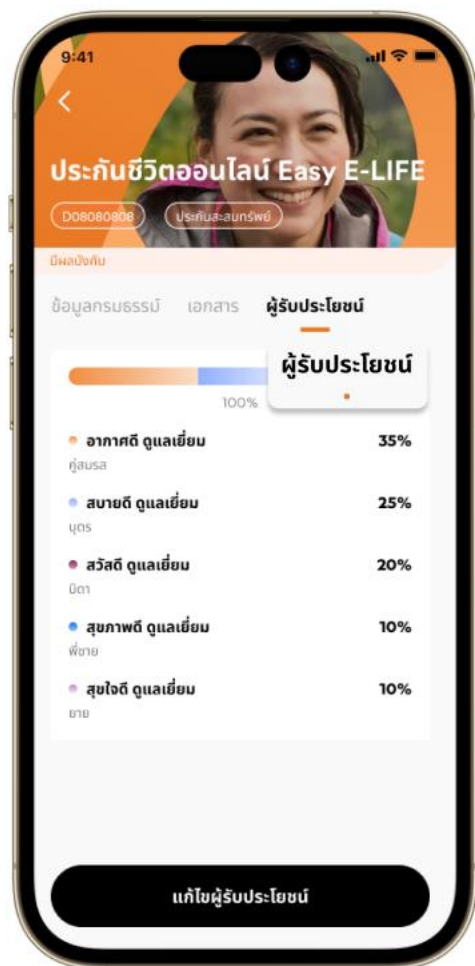 9:41
ประกันชีวิตออนไลน์ Easy E-LIFE
D08080808
ประกันสะสมทรัพย์
มีผลบังคับ
ข้อมูลกรมธรรม์ เอกสาร ผู้รับประโยชน์
ผู้รับประโยชน์
100%
อากาศดี ดูแลเยี่ยม 35%
คู่สมรส
สบายดี ดูแลเยี่ยม 25%
บุตร
สวัสดี ดูแลเยี่ยม 20%
บิดา
สุขภาพดี ดูแลเยี่ยม 10%
พี่ชาย
สุขใจดี ดูแลเยี่ยม 10%
ยาย
แก้ไขผู้รับประโยชน์